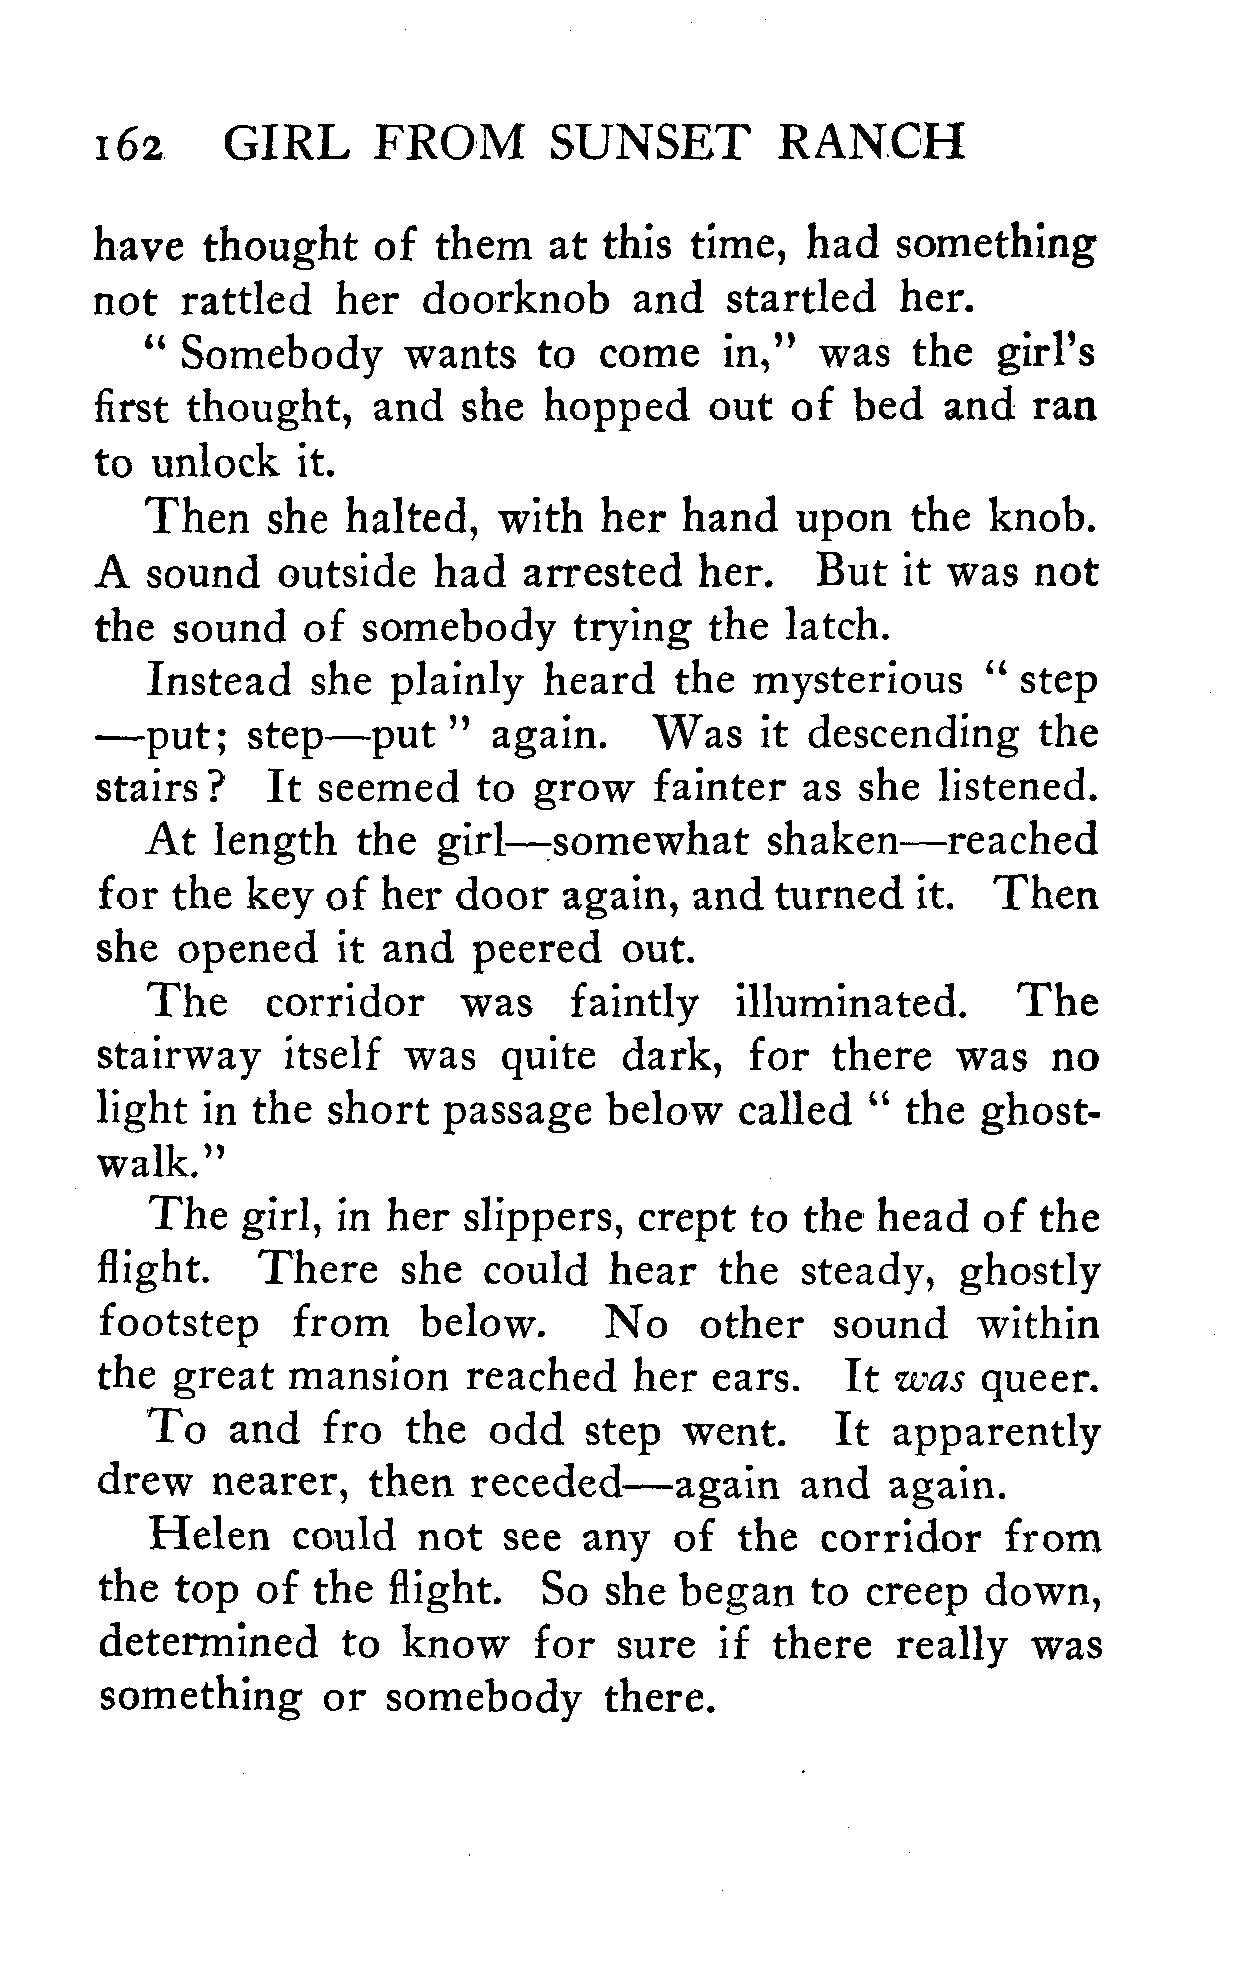 162 GIRL FROM SUNSET RANCH
have thought of them at this time, had something
not rattled her doorknob and startled her.
" Somebody wants to come in," was the girl's
first thought, and she hopped out of bed and ran
to unlock it.
Then she halted, with her hand upon the knob.
A sound outside had arrested her. But it was not
the sound of somebody trying the latch.
Instead she plainly heard the mysterious " step
—put; step—put " again. Was it descending the
stairs? It seemed to grow fainter as she listened.
At length the girl—somewhat shaken—reached
for the key of her door again, and turned it. Then
she opened it and peered out.
The corridor was faintly illuminated. The
stairway itself was quite dark, for there was no
light in the short passage below called " the ghost-
walk."
The girl, in her slippers, crept to the head of the
flight. There she could hear the steady, ghostly
footstep from below. No other sound within
the great mansion reached her ears. It was queer.
To and fro the odd step went. It apparently
drew nearer, then receded—again and again.
Helen could not see any of the corridor from
the top of the flight. So she began to creep down,
determined to know for sure if there really was
something or somebody there.